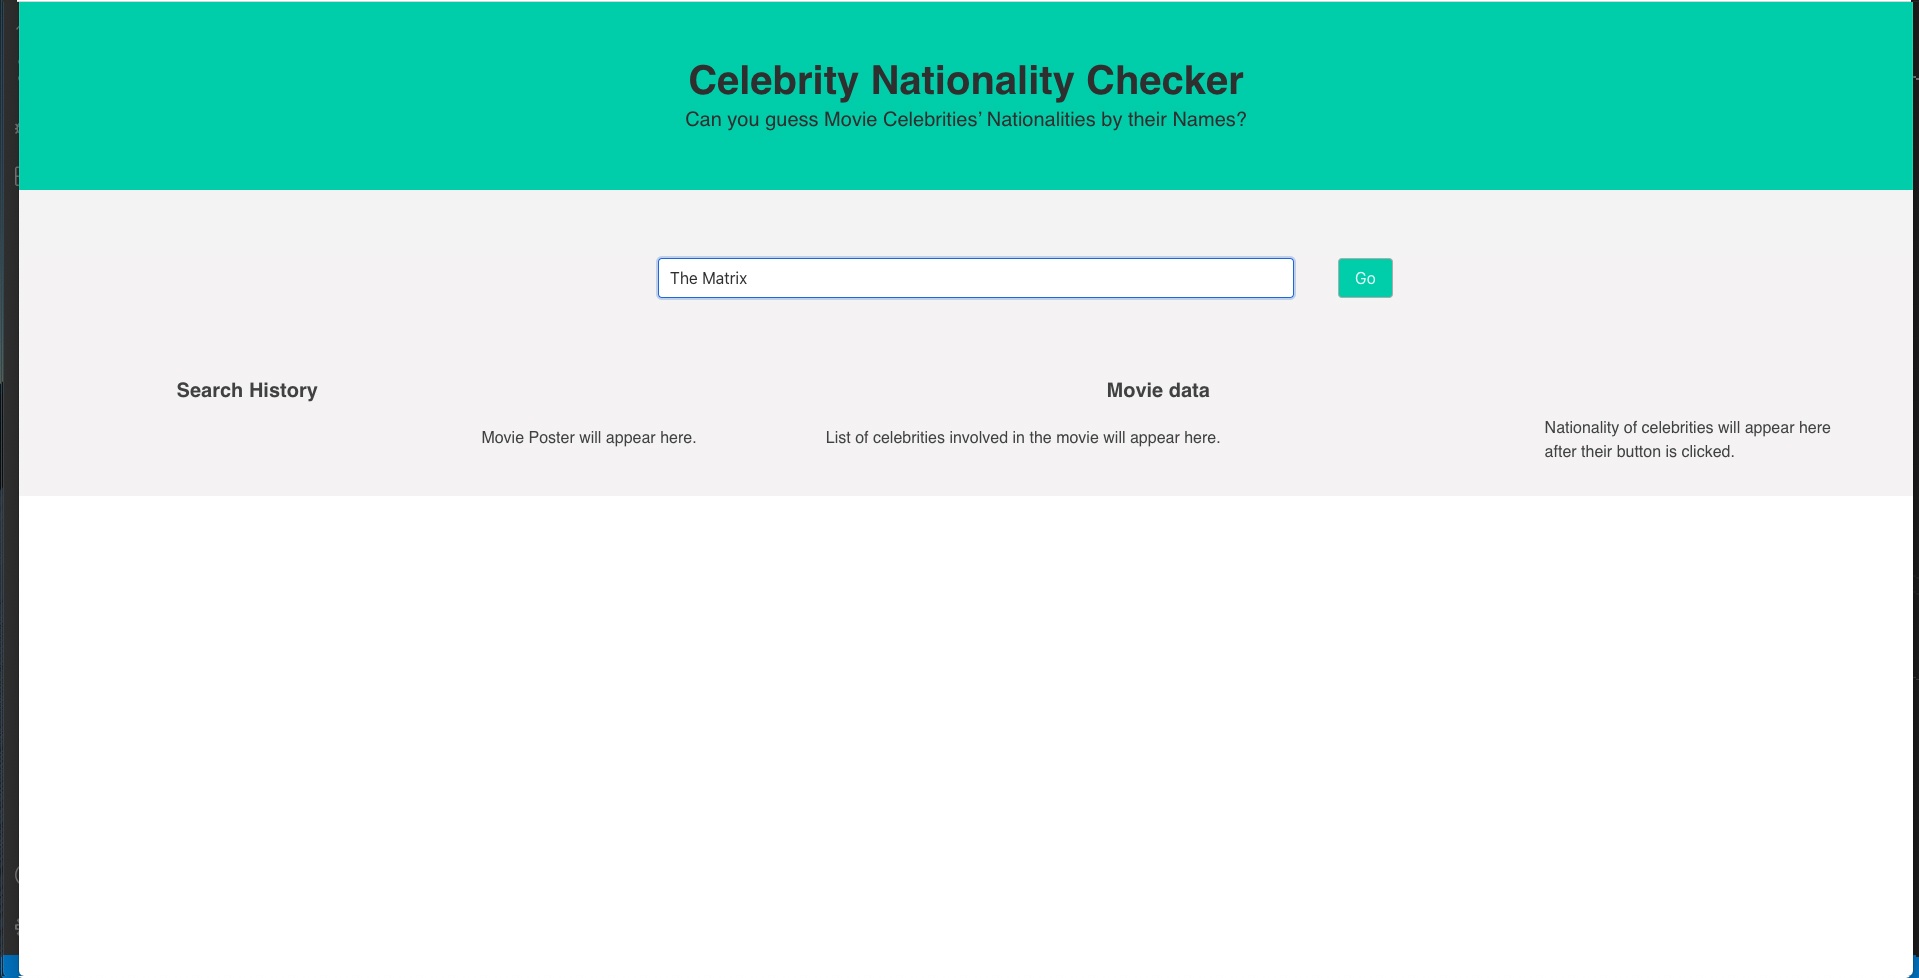 Celebrity Nationality Checker
Can you guess Movie Celebrities’ Nationalities by their Names?
The Matrix
Go
Search History
Movie data
Movie Poster will appear here.
List of celebrities involved in the movie will appear here.
Nationality of celebrities will appear here
after their button is clicked.